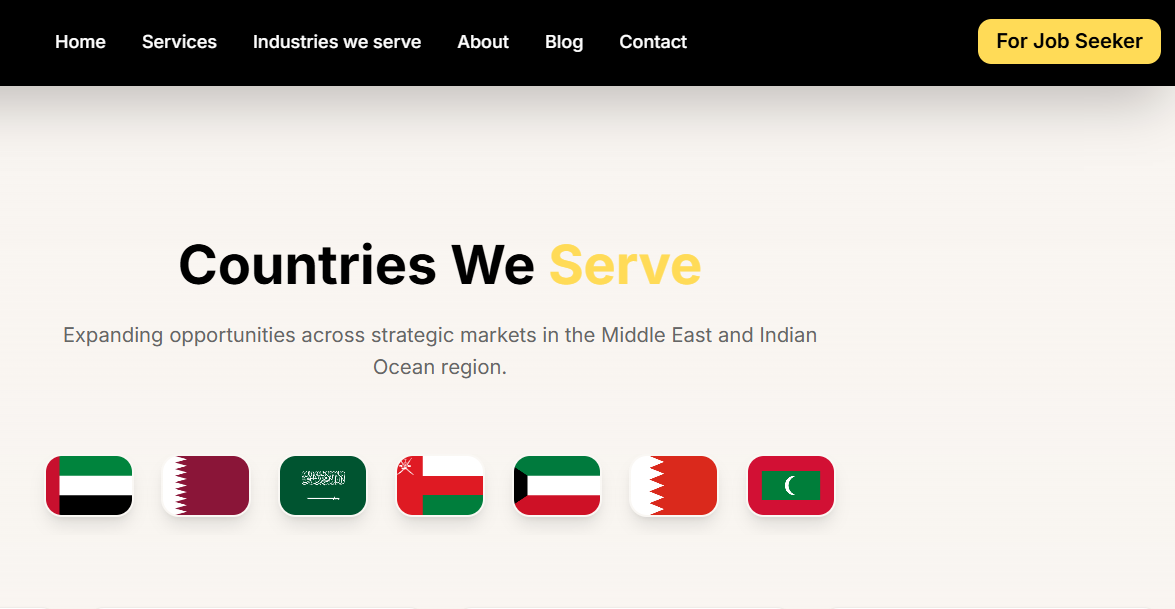 Home Services Industries we serve About Blog Contact For Job Seeker
Countries We Serve
Expanding opportunities across strategic markets in the Middle East and Indian
Ocean region.